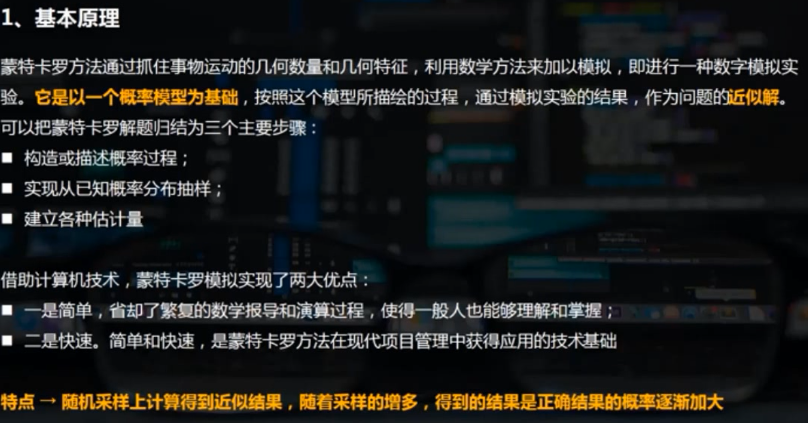 1、基本原理
蒙特卡罗方法通过抓住事物运动的几何数量和几何特征，利用数学方法来加以模拟，即进行一种数字模拟实
验。它是以一个概率模型为基础，按照这个模型所描绘的过程，通过模拟实验的结果，作为问题的近似解。
可以把蒙特卡罗解题归结为三个主要步骤：
■ 构造或描述概率过程；
■ 实现从已知概率分布抽样；
■ 建立各种估计量
借助计算机技术，蒙特卡罗模拟实现了两大优点：
■ 一是简单，省却了繁复的数学报导和演算过程，使得一般人也能够理解和掌握；
■ 二是快速。简单和快速，是蒙特卡罗方法在现代项目管理中获得应用的技术基础
特点 → 随机采样上计算得到近似结果，随着采样的增多，得到的结果是正确结果的概率逐渐加大